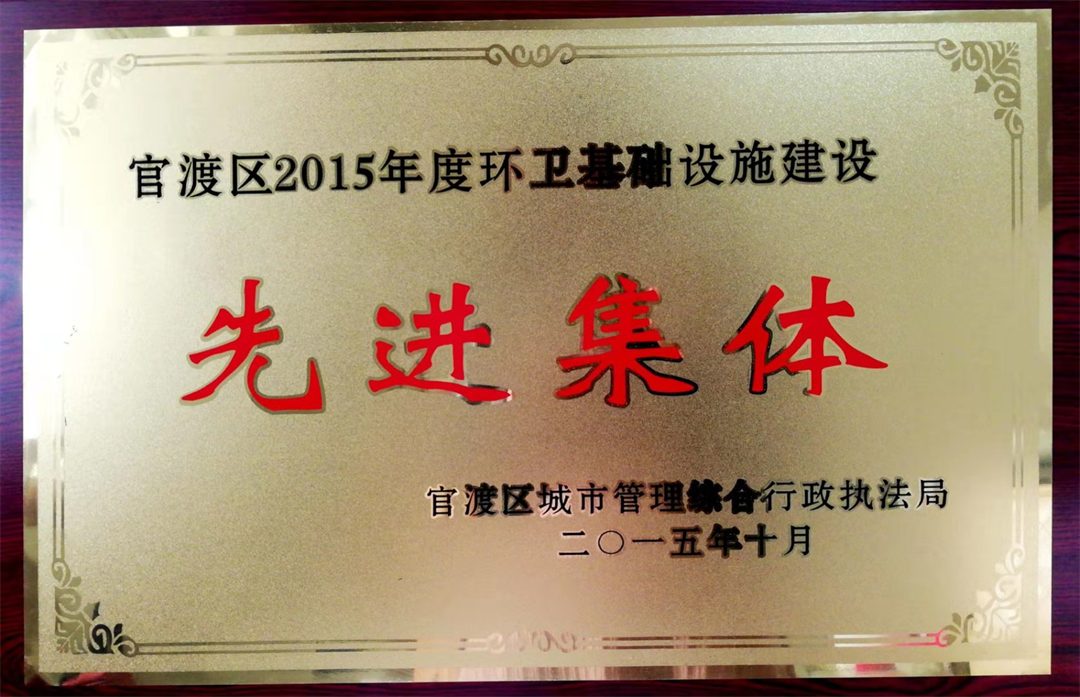 官渡区2015年度环卫基础设施建设
先进集体
官渡区城市管理综合行政执法局
二〇一五年十月